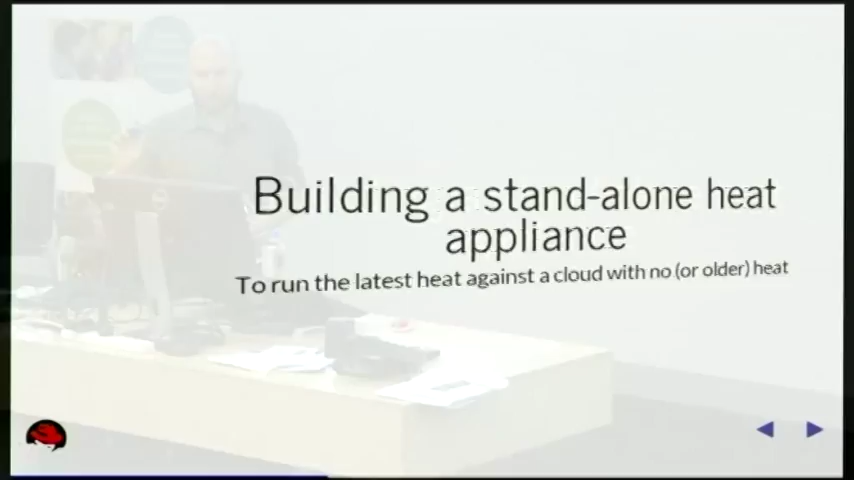 Building a stand-alone heat
appliance
To run the latest heat against a cloud with no (or older) heat